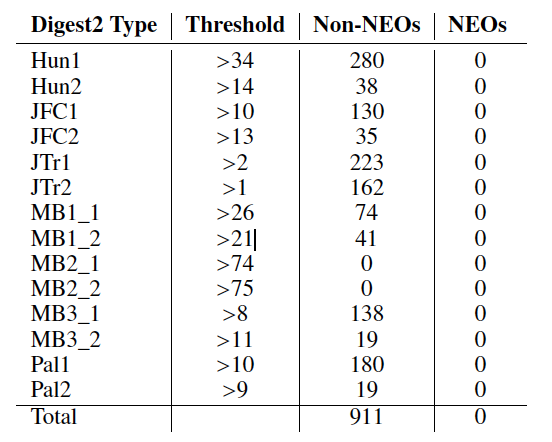 Digest2 Type Threshold Non-NEOs NEOs
Hun1 >34 280 0
Hun2 >14 38 0
JFC1 >10 130 0
JFC2 >13 35 0
JTr1 >2 223 0
JTr2 >1 162 0
MB1_1 >26 74 0
MB1_2 >21 41 0
MB2_1 >74 0 0
MB2_2 >75 0 0
MB3_1 >8 138 0
MB3_2 >11 19 0
Pal1 >10 180 0
Pal2 >9 19 0
Total 911 0